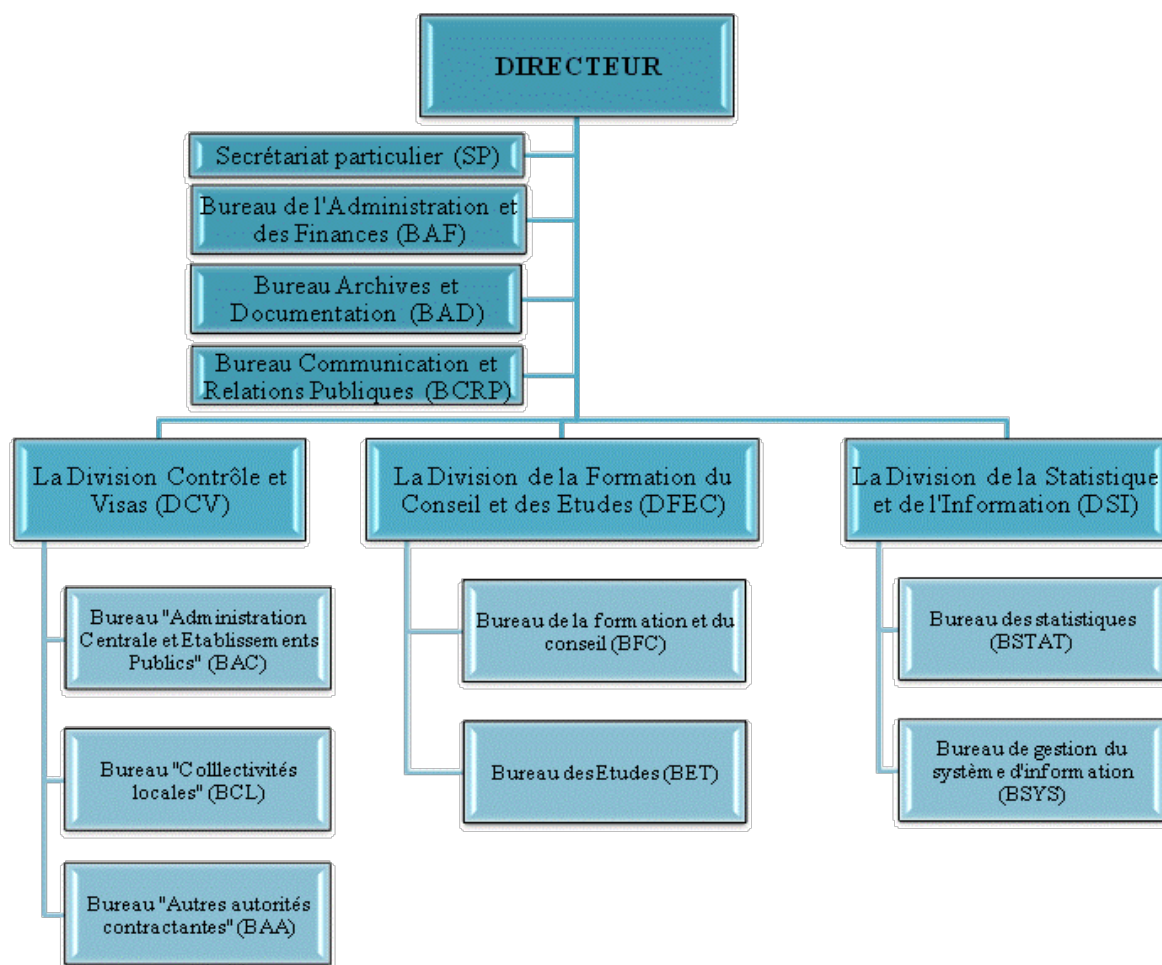 DIRECTEUR
Secrétariat particulier (SP)
Bureau de l'Administration et
des Finances (BAF)
Bureau Archives et
Documentation (BAD)
Bureau Communication et
Relations Publiques (BCRP)
La Division Contrôle et
Visas (DCV)
La Division de la Formation du
Conseil et des Etudes (DFEC)
La Division de la Statistique
et de l'Information (DSI)
Bureau "Administration
Centrale et Etablissements
Publics" (BAC)
Bureau "Colllectivités
locales" (BCL)
Bureau "Autres autorités
contractantes" (BAA)
Bureau de la formation et du
conseil (BFC)
Bureau des Etudes (BET)
Bureau des statistiques
(BSTAT)
Bureau de gestion du
système d'information
(BSYS)